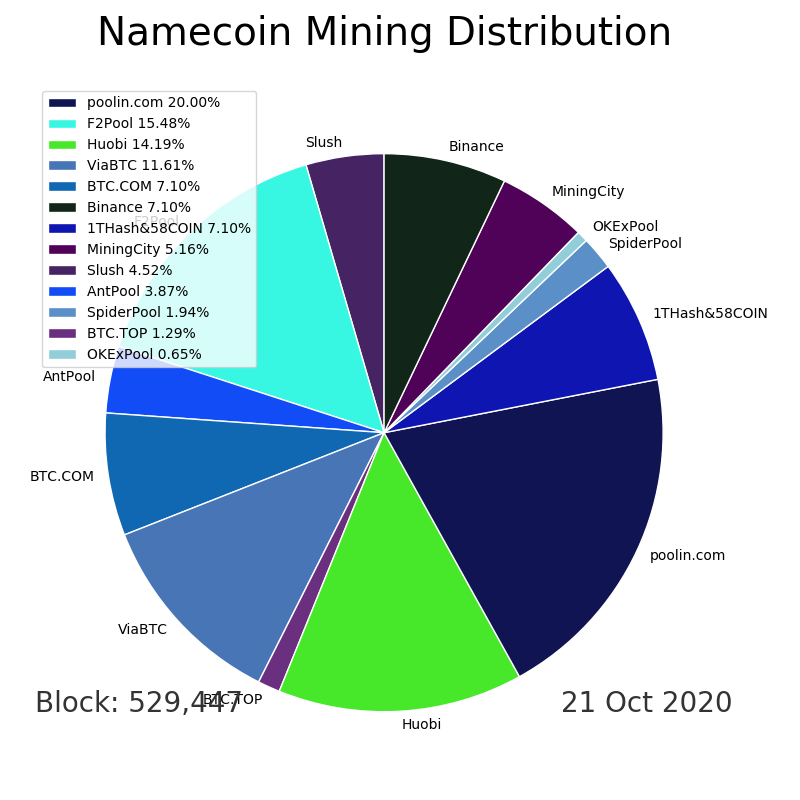 Namecoin Mining Distribution
poolin.com 20.00%
F2Pool 15.48%
Huobi 14.19%
ViaBTC 11.61%
BTC.COM 7.10%
Binance 7.10%
1THash&58COIN 7.10%
MiningCity 5.16%
Slush 4.52%
AntPool 3.87%
SpiderPool 1.94%
BTC.TOP 1.29%
OKExPool 0.65%
Slush
Binance
MiningCity
OKExPool
SpiderPool
1THash&58COIN
F2Pool
AntPool
BTC.COM
poolin.com
ViaBTC
BTC.TOP
Huobi
Block: 529,447
21 Oct 2020